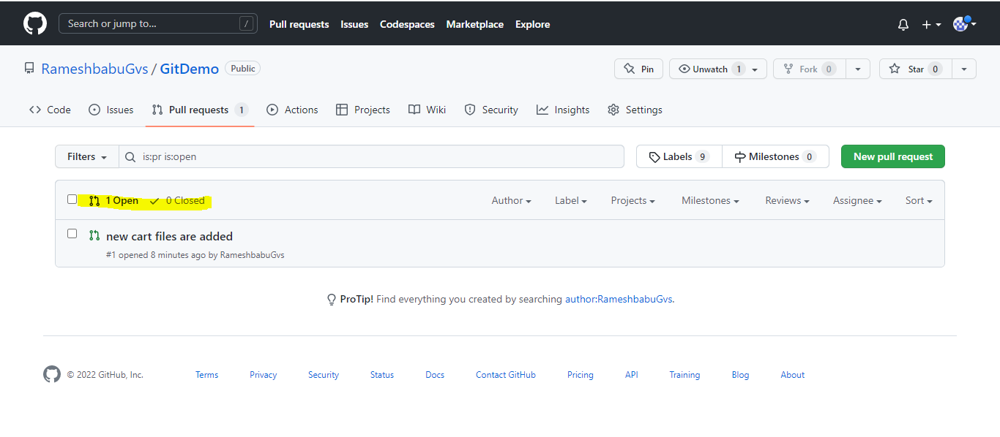 Search or jump to... / Pull requests Issues Codespaces Marketplace Explore
RameshbabuGvs / GitDemo Public Pin Unwatch 1 Fork 0 Star 0
Code Issues Pull requests 1 Actions Projects Wiki Security Insights Settings
Filters is:pr is:open Labels 9 Milestones 0 New pull request
1 Open 0 Closed Author Label Projects Milestones Reviews Assignee Sort
new cart files are added
#1 opened 8 minutes ago by RameshbabuGvs
ProTip! Find everything you created by searching author:RameshbabuGvs.
© 2022 GitHub, Inc. Terms Privacy Security Status Docs Contact GitHub Pricing API Training Blog About